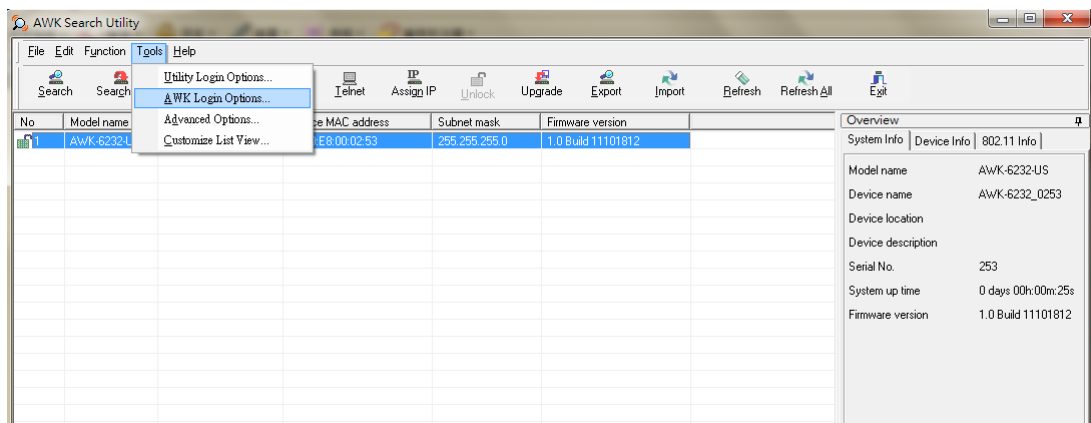 AWK Search Utility
File Edit Function Tools Help
Search Search Telnet Assign IP Unlock Upgrade Export Import Refresh Refresh All Exit
Utility Login Options...
AWK Login Options...
Advanced Options...
Customize List View...
No Model name ce MAC address Subnet mask Firmware version
1 AWK-6232-U :E8:00:02:53 255.255.255.0 1.0 Build 11101812
Overview
System Info Device Info 802.11 Info
Model name AWK-6232-US
Device name AWK-6232_0253
Device location
Device description
Serial No. 253
System up time 0 days 00h:00m:25s
Firmware version 1.0 Build 11101812